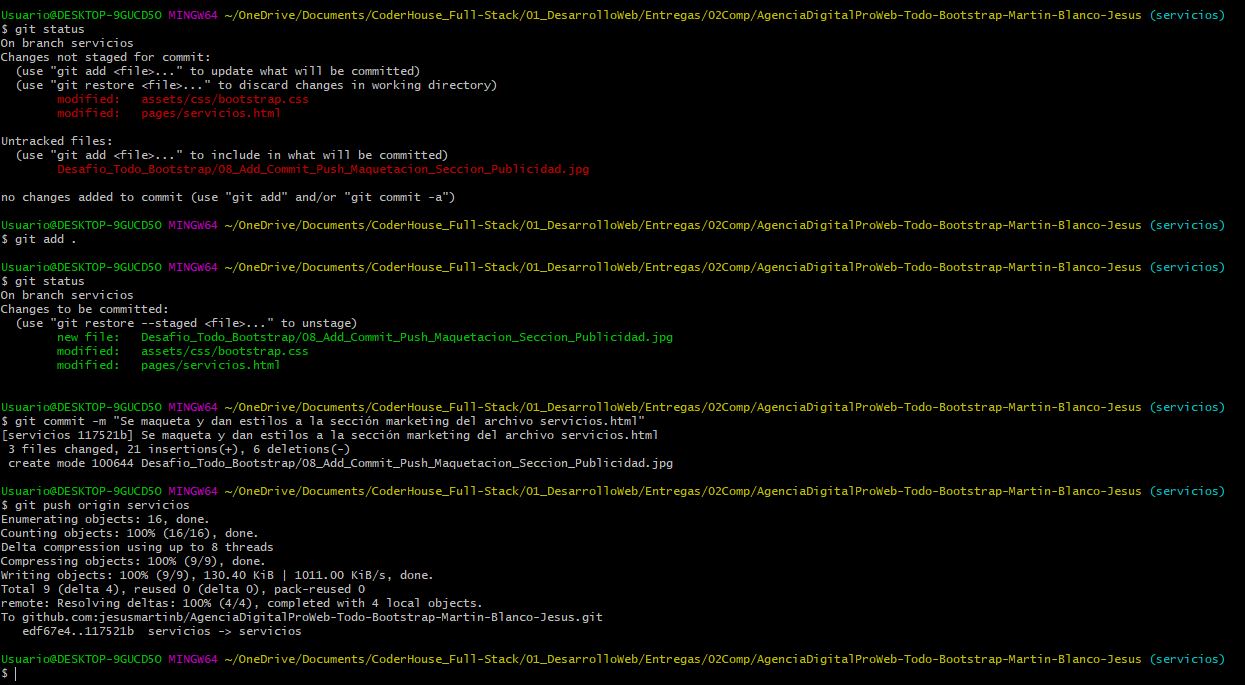 Usuario@DESKTOP-9GUCD5O MINGW64 ~/OneDrive/Documents/CoderHouse_Full-Stack/01_DesarrolloWeb/Entregas/02Comp/AgenciaDigitalProWeb-Todo-Bootstrap-Martin-Blanco-Jesus (servicios)
$ git status
On branch servicios
Changes not staged for commit:
  (use "git add <file>..." to update what will be committed)
  (use "git restore <file>..." to discard changes in working directory)
        modified:   assets/css/bootstrap.css
        modified:   pages/servicios.html

Untracked files:
  (use "git add <file>..." to include in what will be committed)
        Desafio_Todo_Bootstrap/08_Add_Commit_Push_Maquetacion_Seccion_Publicidad.jpg

no changes added to commit (use "git add" and/or "git commit -a")

Usuario@DESKTOP-9GUCD5O MINGW64 ~/OneDrive/Documents/CoderHouse_Full-Stack/01_DesarrolloWeb/Entregas/02Comp/AgenciaDigitalProWeb-Todo-Bootstrap-Martin-Blanco-Jesus (servicios)
$ git add .

Usuario@DESKTOP-9GUCD5O MINGW64 ~/OneDrive/Documents/CoderHouse_Full-Stack/01_DesarrolloWeb/Entregas/02Comp/AgenciaDigitalProWeb-Todo-Bootstrap-Martin-Blanco-Jesus (servicios)
$ git status
On branch servicios
Changes to be committed:
  (use "git restore --staged <file>..." to unstage)
        new file:   Desafio_Todo_Bootstrap/08_Add_Commit_Push_Maquetacion_Seccion_Publicidad.jpg
        modified:   assets/css/bootstrap.css
        modified:   pages/servicios.html

Usuario@DESKTOP-9GUCD5O MINGW64 ~/OneDrive/Documents/CoderHouse_Full-Stack/01_DesarrolloWeb/Entregas/02Comp/AgenciaDigitalProWeb-Todo-Bootstrap-Martin-Blanco-Jesus (servicios)
$ git commit -m "Se maqueta y dan estilos a la sección marketing del archivo servicios.html"
[servicios 117521b] Se maqueta y dan estilos a la sección marketing del archivo servicios.html
 3 files changed, 21 insertions(+), 6 deletions(-)
 create mode 100644 Desafio_Todo_Bootstrap/08_Add_Commit_Push_Maquetacion_Seccion_Publicidad.jpg

Usuario@DESKTOP-9GUCD5O MINGW64 ~/OneDrive/Documents/CoderHouse_Full-Stack/01_DesarrolloWeb/Entregas/02Comp/AgenciaDigitalProWeb-Todo-Bootstrap-Martin-Blanco-Jesus (servicios)
$ git push origin servicios
Enumerating objects: 16, done.
Counting objects: 100% (16/16), done.
Delta compression using up to 8 threads
Compressing objects: 100% (9/9), done.
Writing objects: 100% (9/9), 130.40 KiB | 1011.00 KiB/s, done.
Total 9 (delta 4), reused 0 (delta 0), pack-reused 0
remote: Resolving deltas: 100% (4/4), completed with 4 local objects.
To github.com:jesusmartinb/AgenciaDigitalProWeb-Todo-Bootstrap-Martin-Blanco-Jesus.git
   edf67e4..117521b  servicios -> servicios

Usuario@DESKTOP-9GUCD5O MINGW64 ~/OneDrive/Documents/CoderHouse_Full-Stack/01_DesarrolloWeb/Entregas/02Comp/AgenciaDigitalProWeb-Todo-Bootstrap-Martin-Blanco-Jesus (servicios)
$